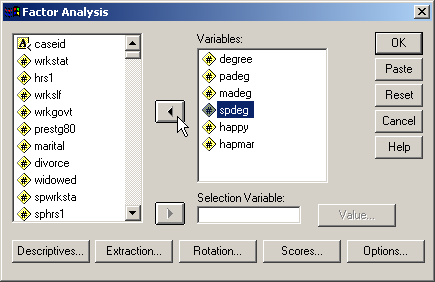 Factor Analysis
caseid
wrkstat
hrs1
wrkslf
wrkgovt
prestg80
marital
divorce
widowed
spwrksta
sphrs1
Variables:
degree
padeg
madeg
spdeg
happy
hapmar
Selection Variable:
Value...
OK
Paste
Reset
Cancel
Help
Descriptives...
Extraction...
Rotation...
Scores...
Options...